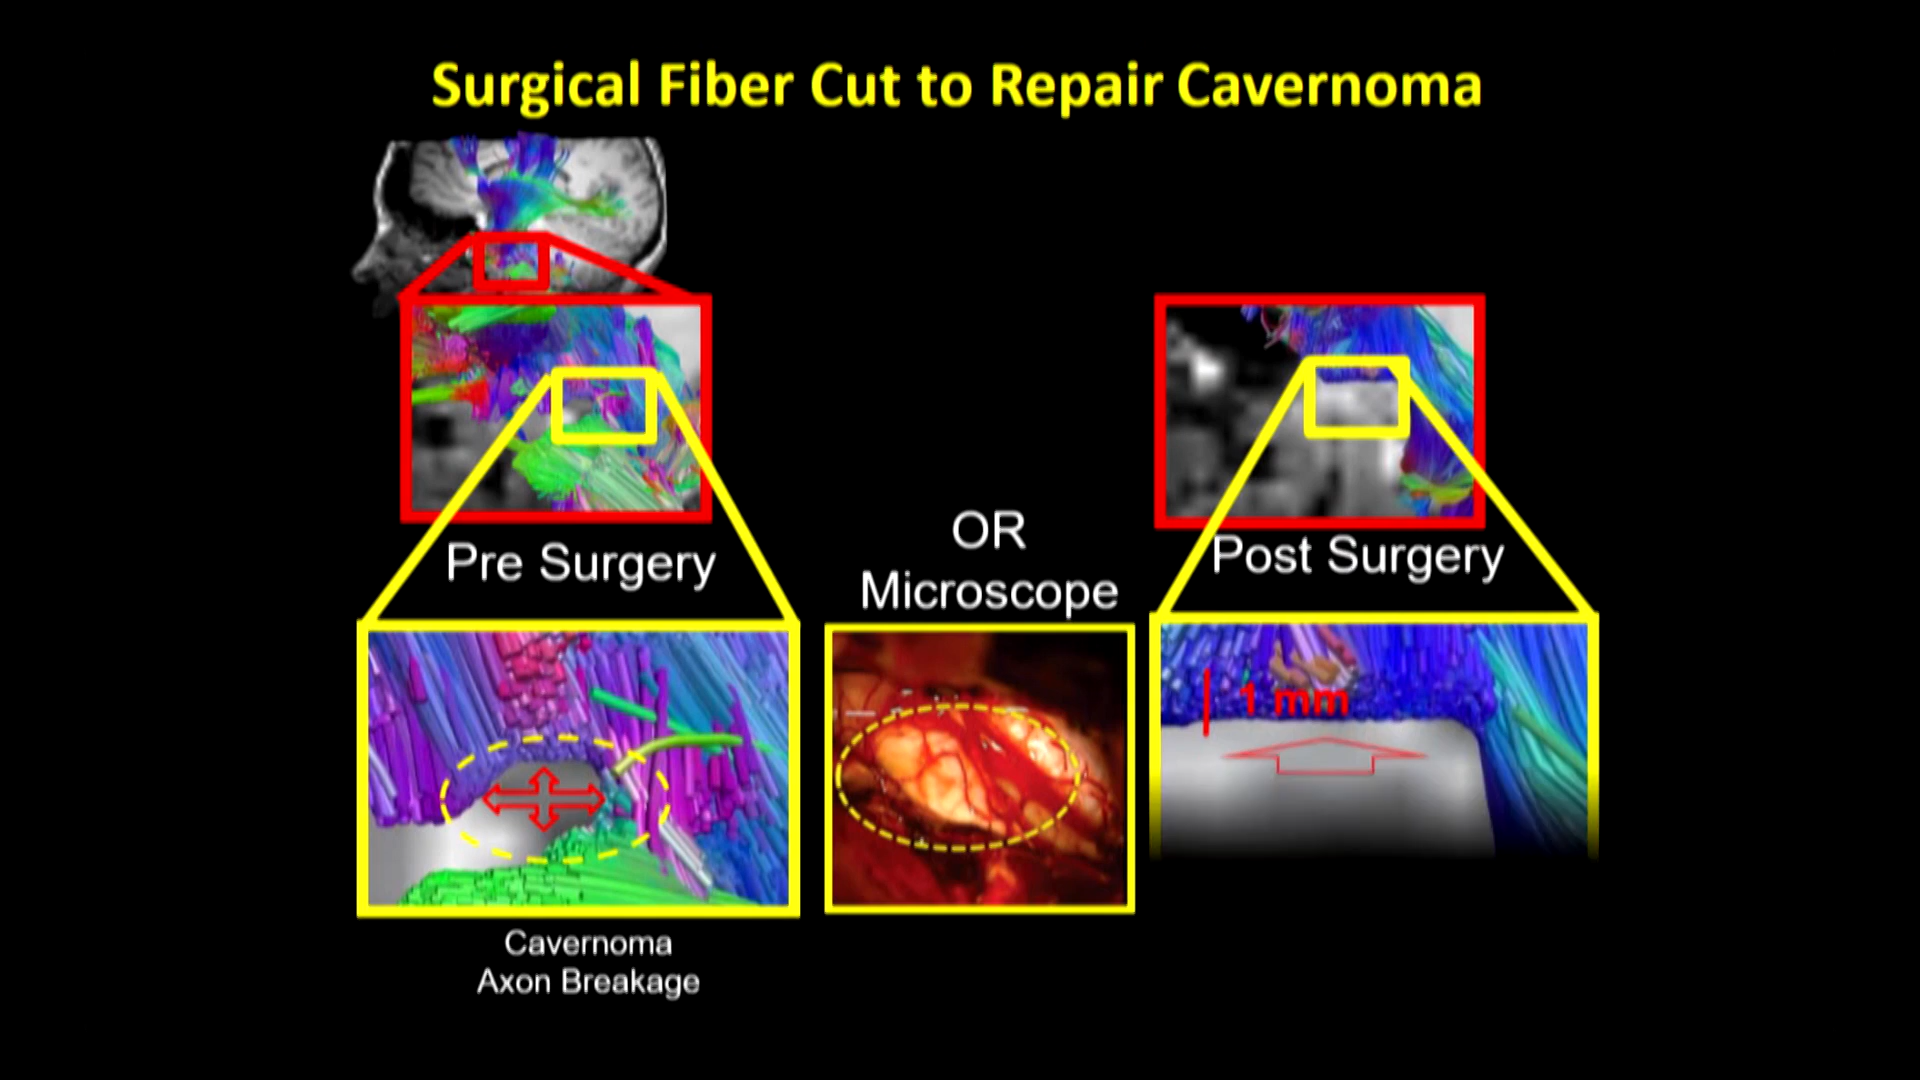 Surgical Fiber Cut to Repair Cavernoma
Pre Surgery
OR
Microscope
Post Surgery
1 mm
Cavernoma
Axon Breakage